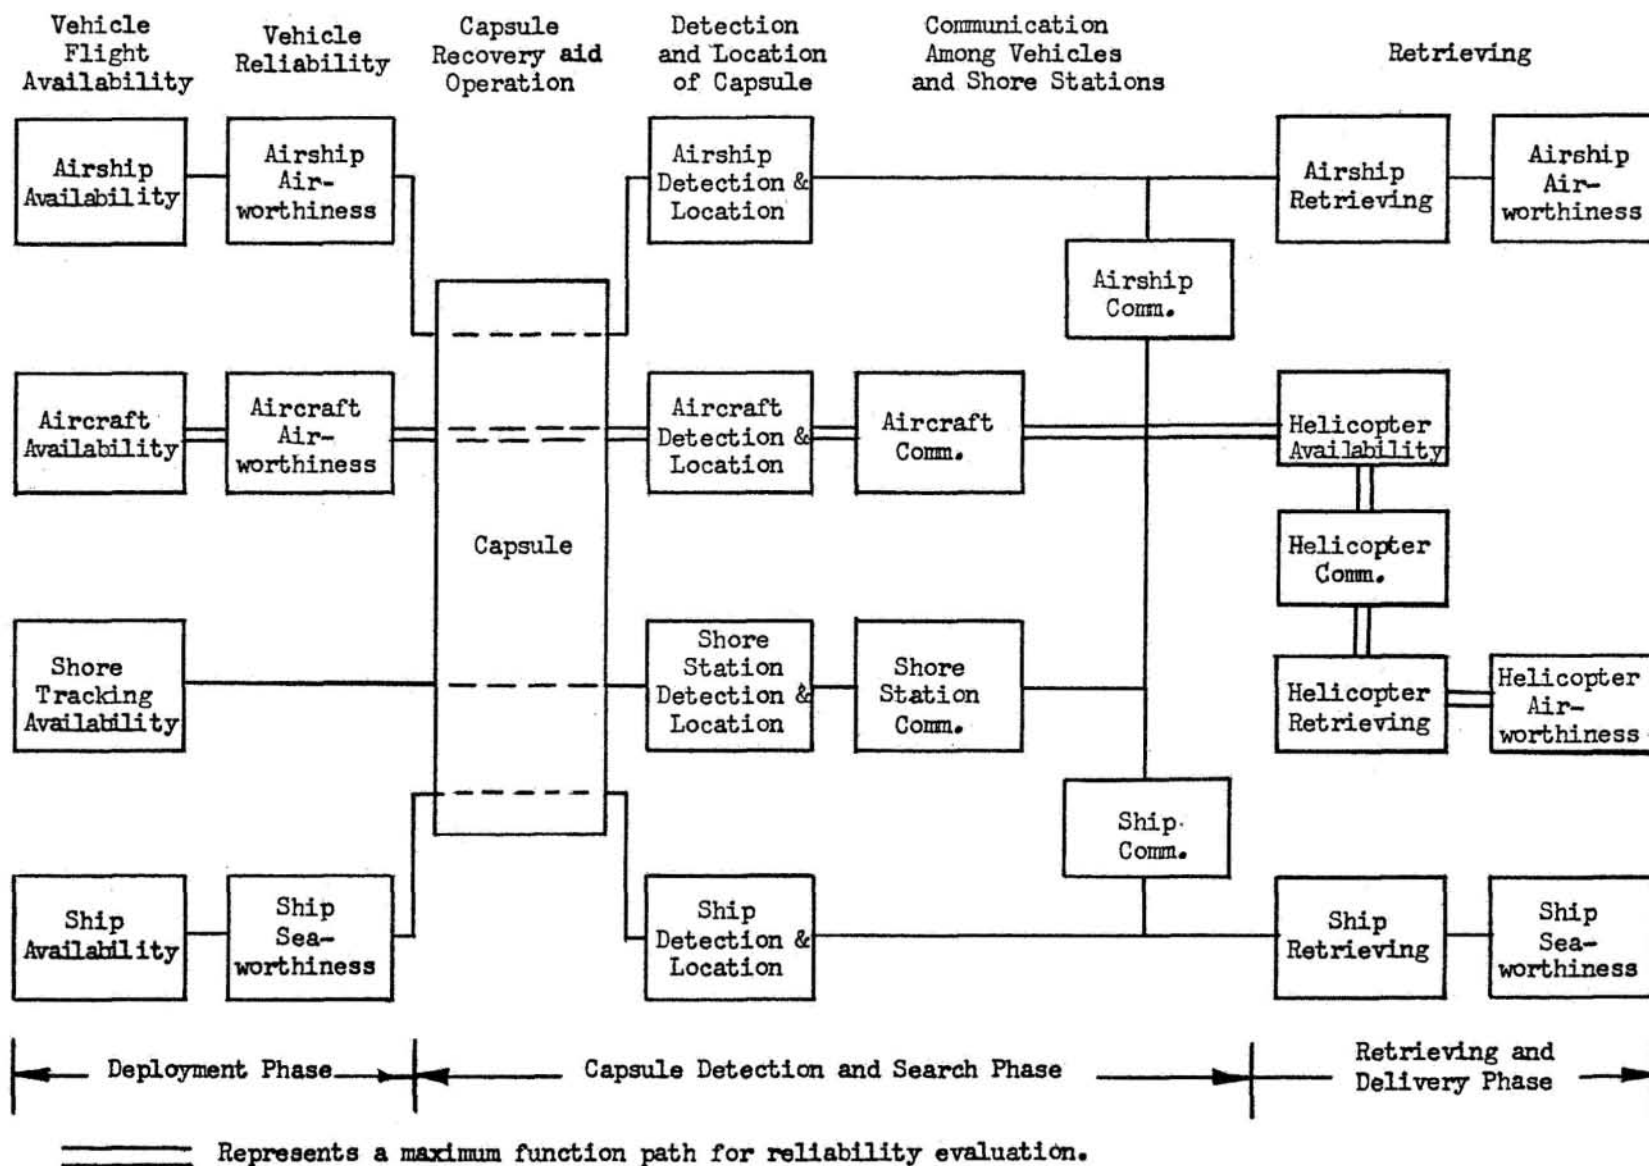 Vehicle
Flight
Availability
Vehicle
Reliability
Capsule
Recovery aid
Operation
Detection
and Location
of Capsule
Communication
Among Vehicles
and Shore Stations
Retrieving
Airship
Availability
Airship
Air-
worthiness
Airship
Detection &
Location
Airship
Retrieving
Airship
Air-
worthiness
Airship
Comm.
Aircraft
Availability
Aircraft
Air-
worthiness
Aircraft
Detection &
Location
Aircraft
Comm.
Helicopter
Availability
Capsule
Helicopter
Comm.
Shore
Tracking
Availability
Shore
Station
Detection &
Location
Shore
Station
Comm.
Helicopter
Retrieving
Helicopter
Air-
worthiness
Ship
Comm.
Ship
Availability
Ship
Sea-
worthiness
Ship
Detection &
Location
Ship
Retrieving
Ship
Sea-
worthiness
Deployment Phase
Capsule Detection and Search Phase
Retrieving and
Delivery Phase
Represents a maximum function path for reliability evaluation.